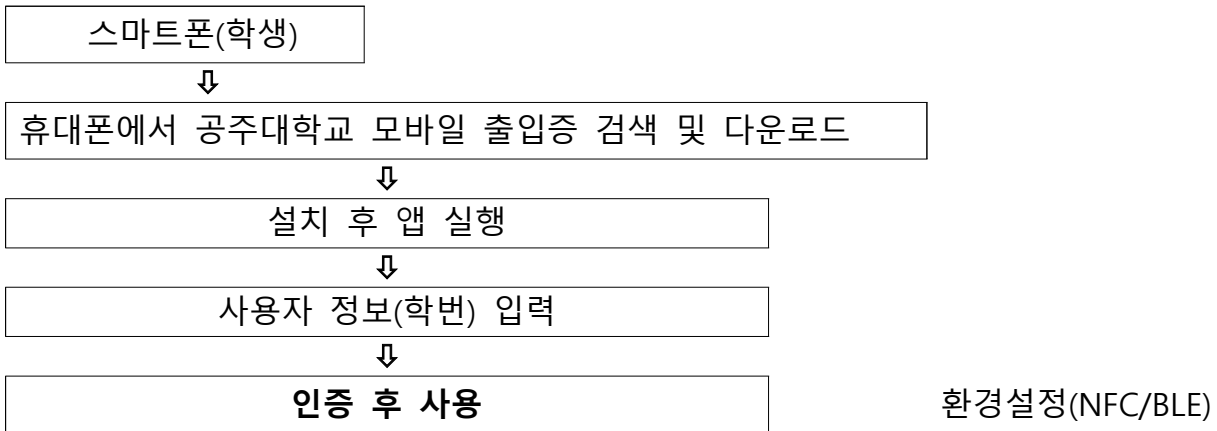 스마트폰(학생)
⇩
휴대폰에서 공주대학교 모바일 출입증 검색 및 다운로드
⇩
설치 후 앱 실행
⇩
사용자 정보(학번) 입력
⇩
인증 후 사용 환경설정(NFC/BLE)